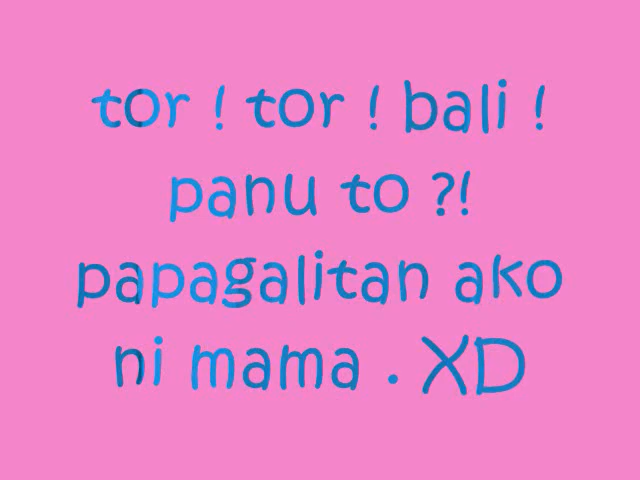 tor ! tor ! bali !
panu to ?!
papagalitan ako
ni mama . XD